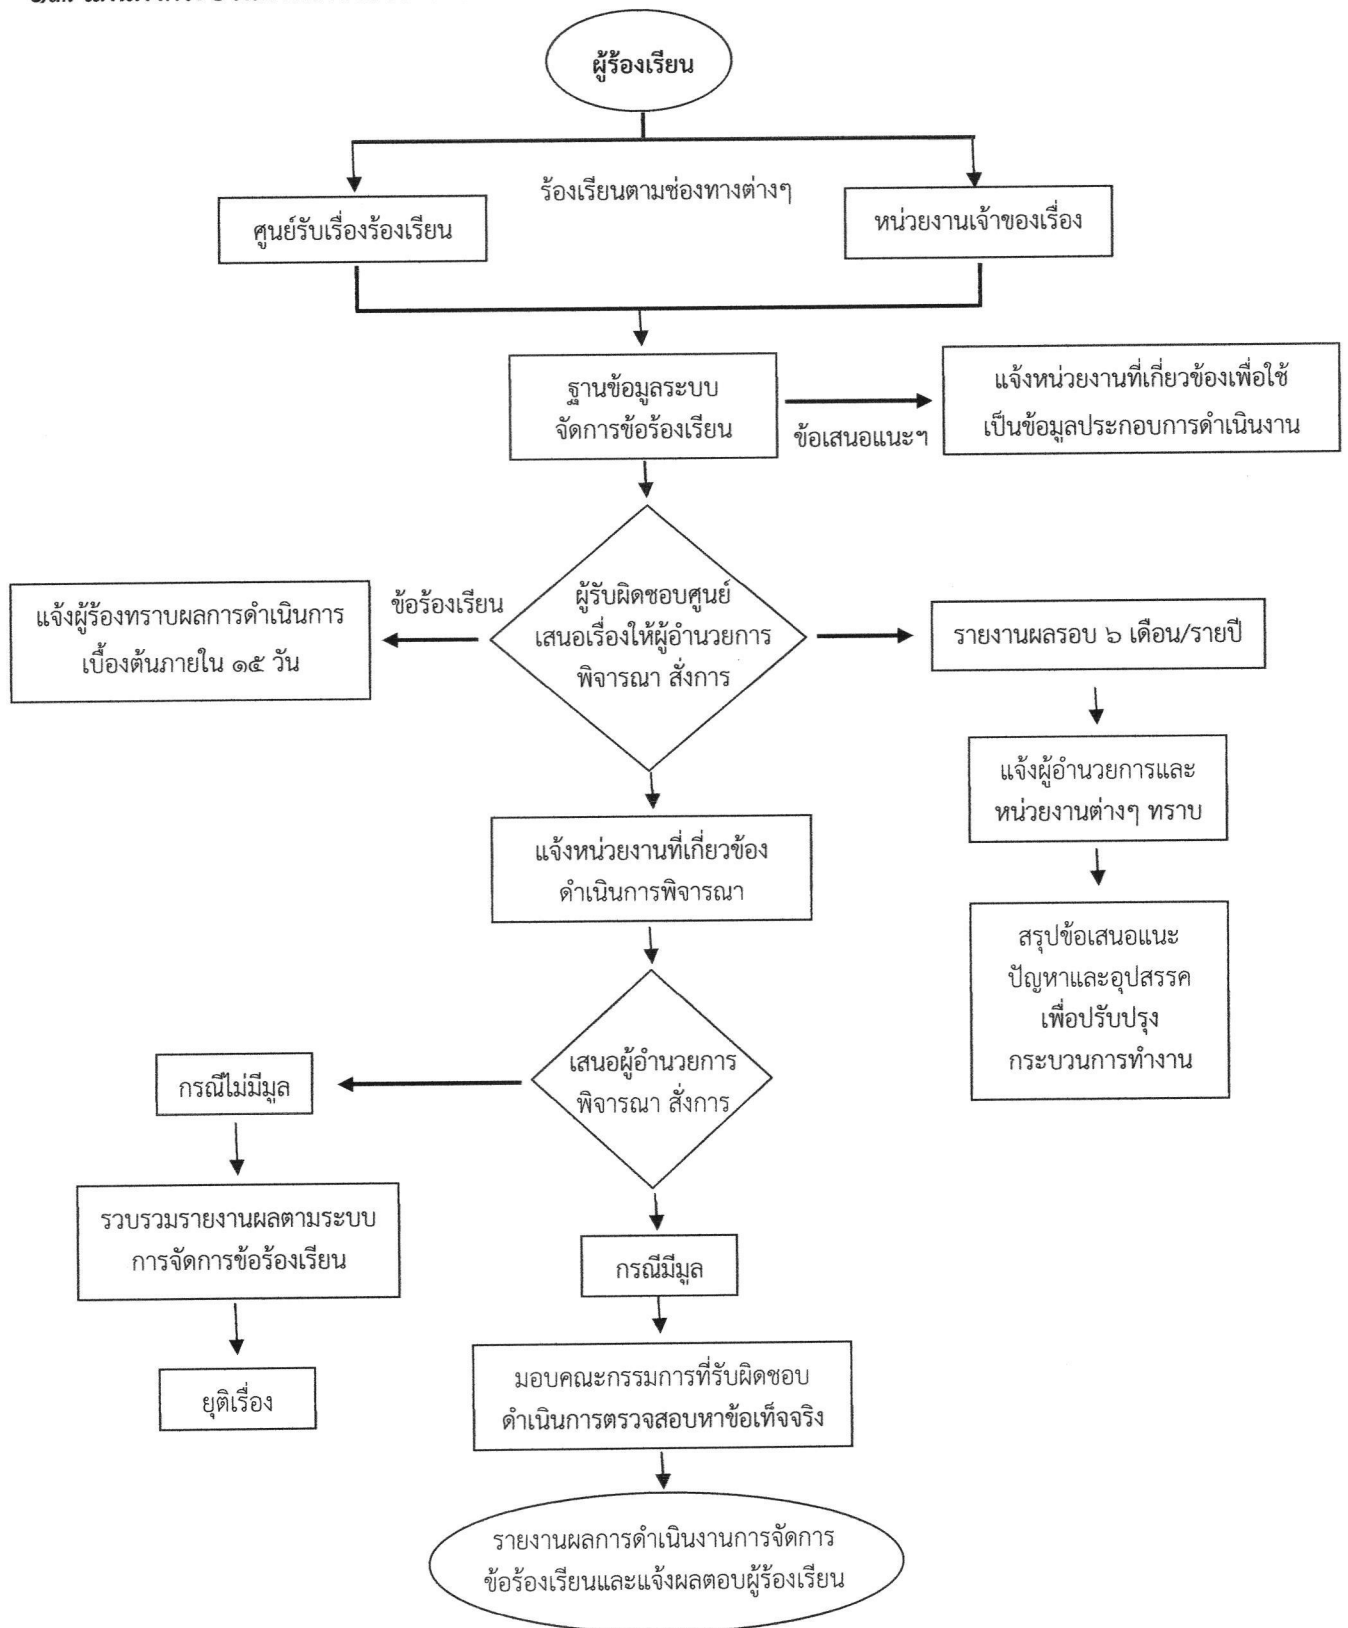 ผู้ร้องเรียน
ร้องเรียนตามช่องทางต่างๆ
ศูนย์รับเรื่องร้องเรียน
หน่วยงานเจ้าของเรื่อง
ฐานข้อมูลระบบ
จัดการข้อร้องเรียน
ข้อเสนอแนะฯ
แจ้งหน่วยงานที่เกี่ยวข้องเพื่อใช้
เป็นข้อมูลประกอบการดำเนินงาน
แจ้งผู้ร้องทราบผลการดำเนินการ
เบื้องต้นภายใน ๑๕ วัน
ข้อร้องเรียน
ผู้รับผิดชอบศูนย์
เสนอเรื่องให้ผู้อำนวยการ
พิจารณา สั่งการ
รายงานผลรอบ ๖ เดือน/รายปี
แจ้งผู้อำนวยการและ
หน่วยงานต่างๆ ทราบ
แจ้งหน่วยงานที่เกี่ยวข้อง
ดำเนินการพิจารณา
สรุปข้อเสนอแนะ
ปัญหาและอุปสรรค
เพื่อปรับปรุง
กระบวนการทำงาน
เสนอผู้อำนวยการ
พิจารณา สั่งการ
กรณีไม่มีมูล
รวบรวมรายงานผลตามระบบ
การจัดการข้อร้องเรียน
ยุติเรื่อง
กรณีมีมูล
มอบคณะกรรมการที่รับผิดชอบ
ดำเนินการตรวจสอบหาข้อเท็จจริง
รายงานผลการดำเนินงานการจัดการ
ข้อร้องเรียนและแจ้งผลตอบผู้ร้องเรียน